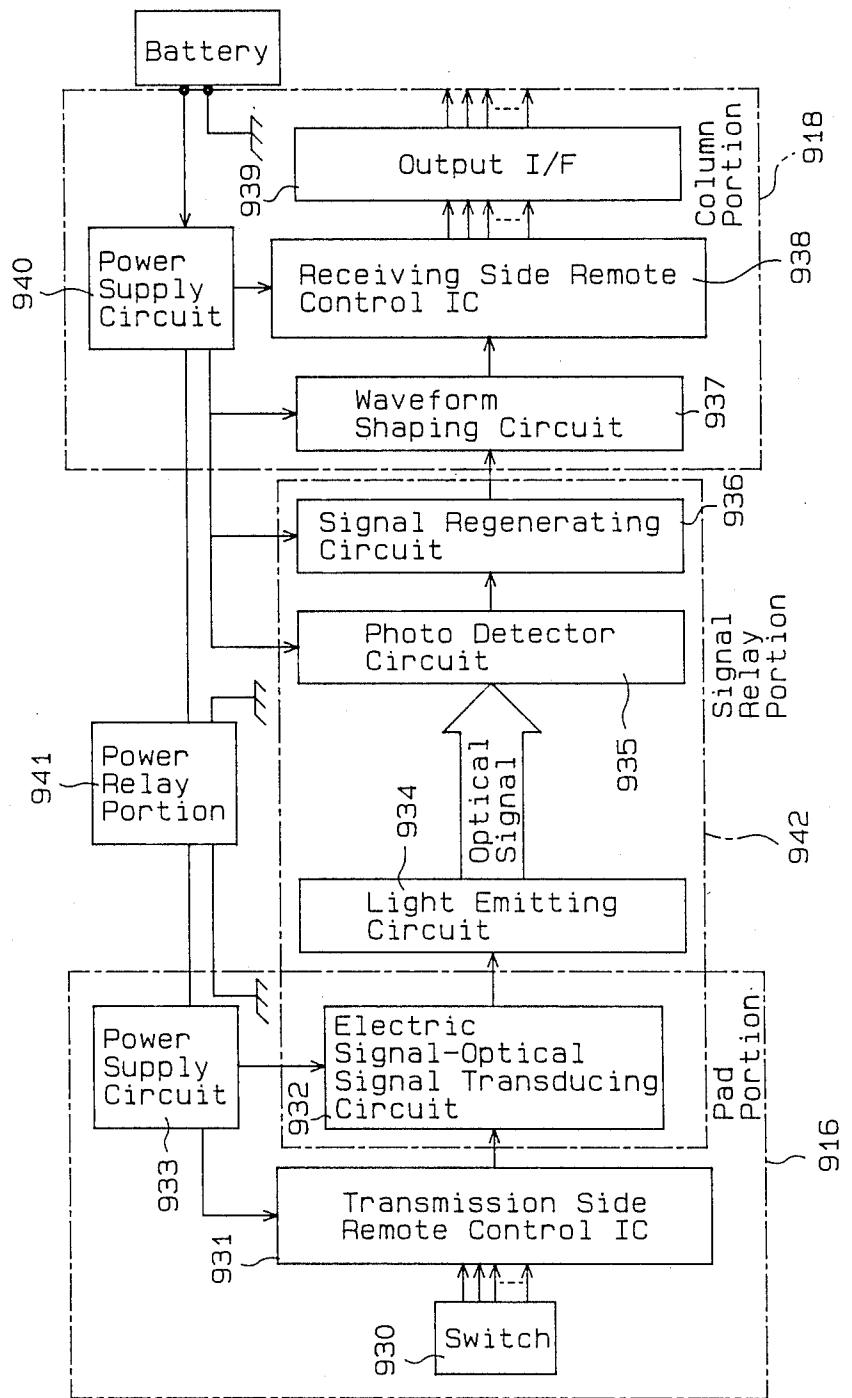 Battery
940
Power
Supply
Circuit
939
Output I/F
Receiving Side Remote
Control IC
938
Column
Portion
918
Waveform
Shaping Circuit
937
Signal Regenerating
Circuit
936
Photo Detector
Circuit
935
Signal
Relay
Portion
941
Power
Relay
Portion
Optical
Signal
934
Light Emitting
Circuit
942
Power
Supply
Circuit
933
Electric
Signal-Optical
Signal Transducing
Circuit
932
Pad
Portion
916
Transmission Side
Remote Control IC
931
Switch
930